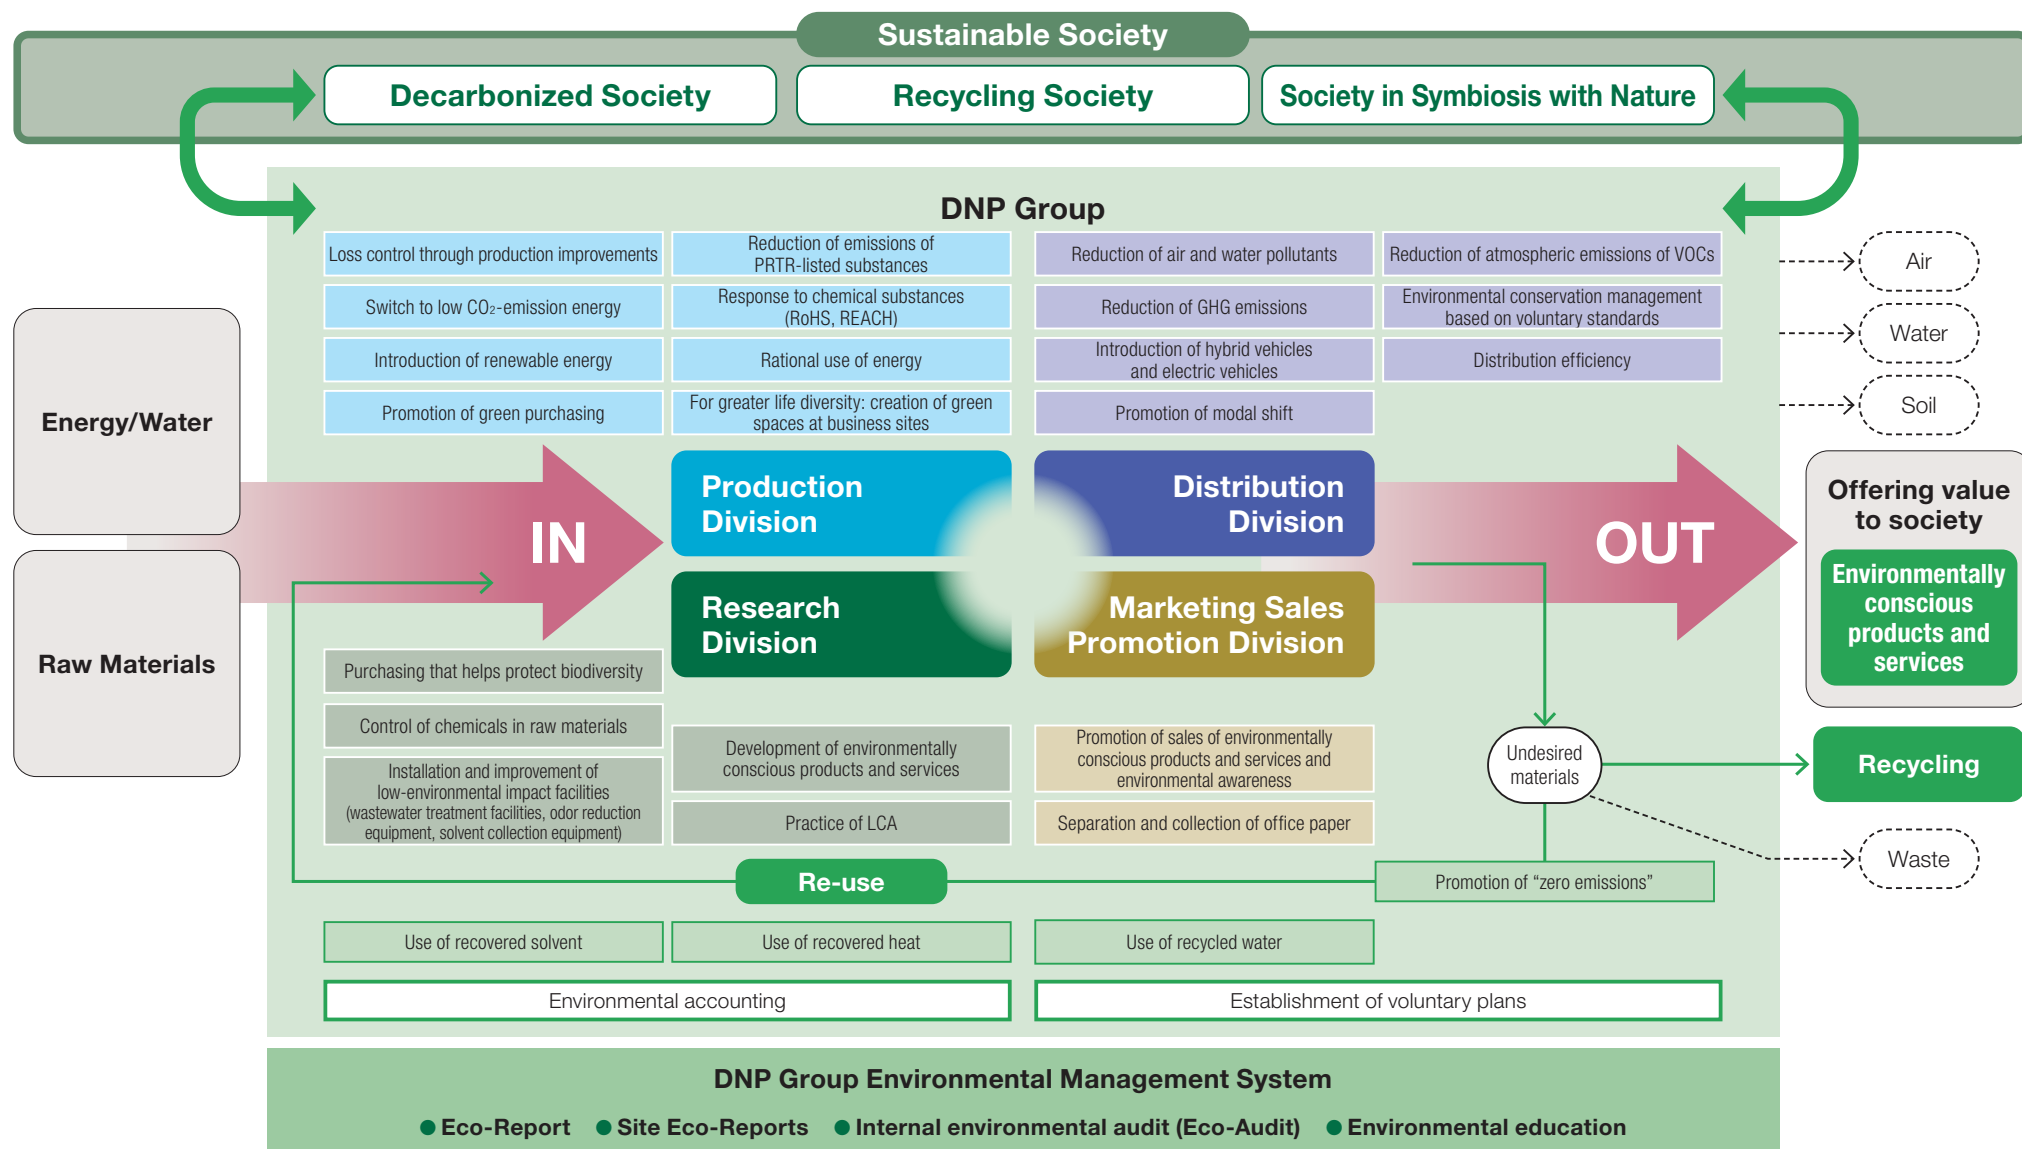 Sustainable Society
Decarbonized Society
Recycling Society
Society in Symbiosis with Nature
DNP Group
Loss control through production improvements
Reduction of emissions of
PRTR-listed substances
Reduction of air and water pollutants
Reduction of atmospheric emissions of VOCs
Switch to low CO₂-emission energy
Response to chemical substances
(RoHS, REACH)
Reduction of GHG emissions
Environmental conservation management
based on voluntary standards
Introduction of renewable energy
Rational use of energy
Introduction of hybrid vehicles
and electric vehicles
Distribution efficiency
Promotion of green purchasing
For greater life diversity: creation of green
spaces at business sites
Promotion of modal shift
Air
Water
Soil
Energy/Water
Raw Materials
IN
Production
Division
Distribution
Division
Research
Division
Marketing Sales
Promotion Division
OUT
Offering value
to society
Environmentally
conscious
products and
services
Purchasing that helps protect biodiversity
Control of chemicals in raw materials
Installation and improvement of
low-environmental impact facilities
(wastewater treatment facilities, odor reduction
equipment, solvent collection equipment)
Development of environmentally
conscious products and services
Practice of LCA
Promotion of sales of environmentally
conscious products and services and
environmental awareness
Separation and collection of office paper
Undesired
materials
Recycling
Waste
Re-use
Promotion of “zero emissions”
Use of recovered solvent
Use of recovered heat
Use of recycled water
Environmental accounting
Establishment of voluntary plans
DNP Group Environmental Management System
● Eco-Report ● Site Eco-Reports ● Internal environmental audit (Eco-Audit) ● Environmental education